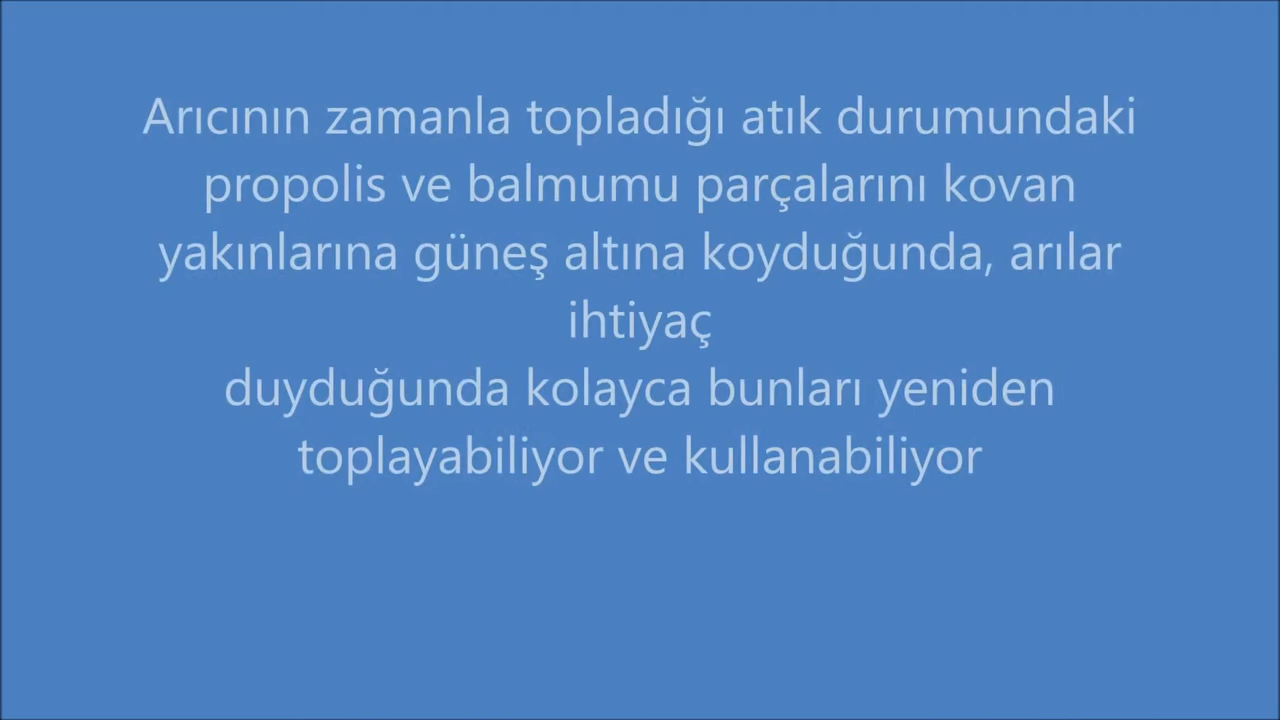 Arıcının zamanla topladığı atık durumundaki
propolis ve balmumu parçalarını kovan
yakınlarına güneş altına koyduğunda, arılar
ihtiyaç
duyduğunda kolayca bunları yeniden
toplayabiliyor ve kullanabiliyor